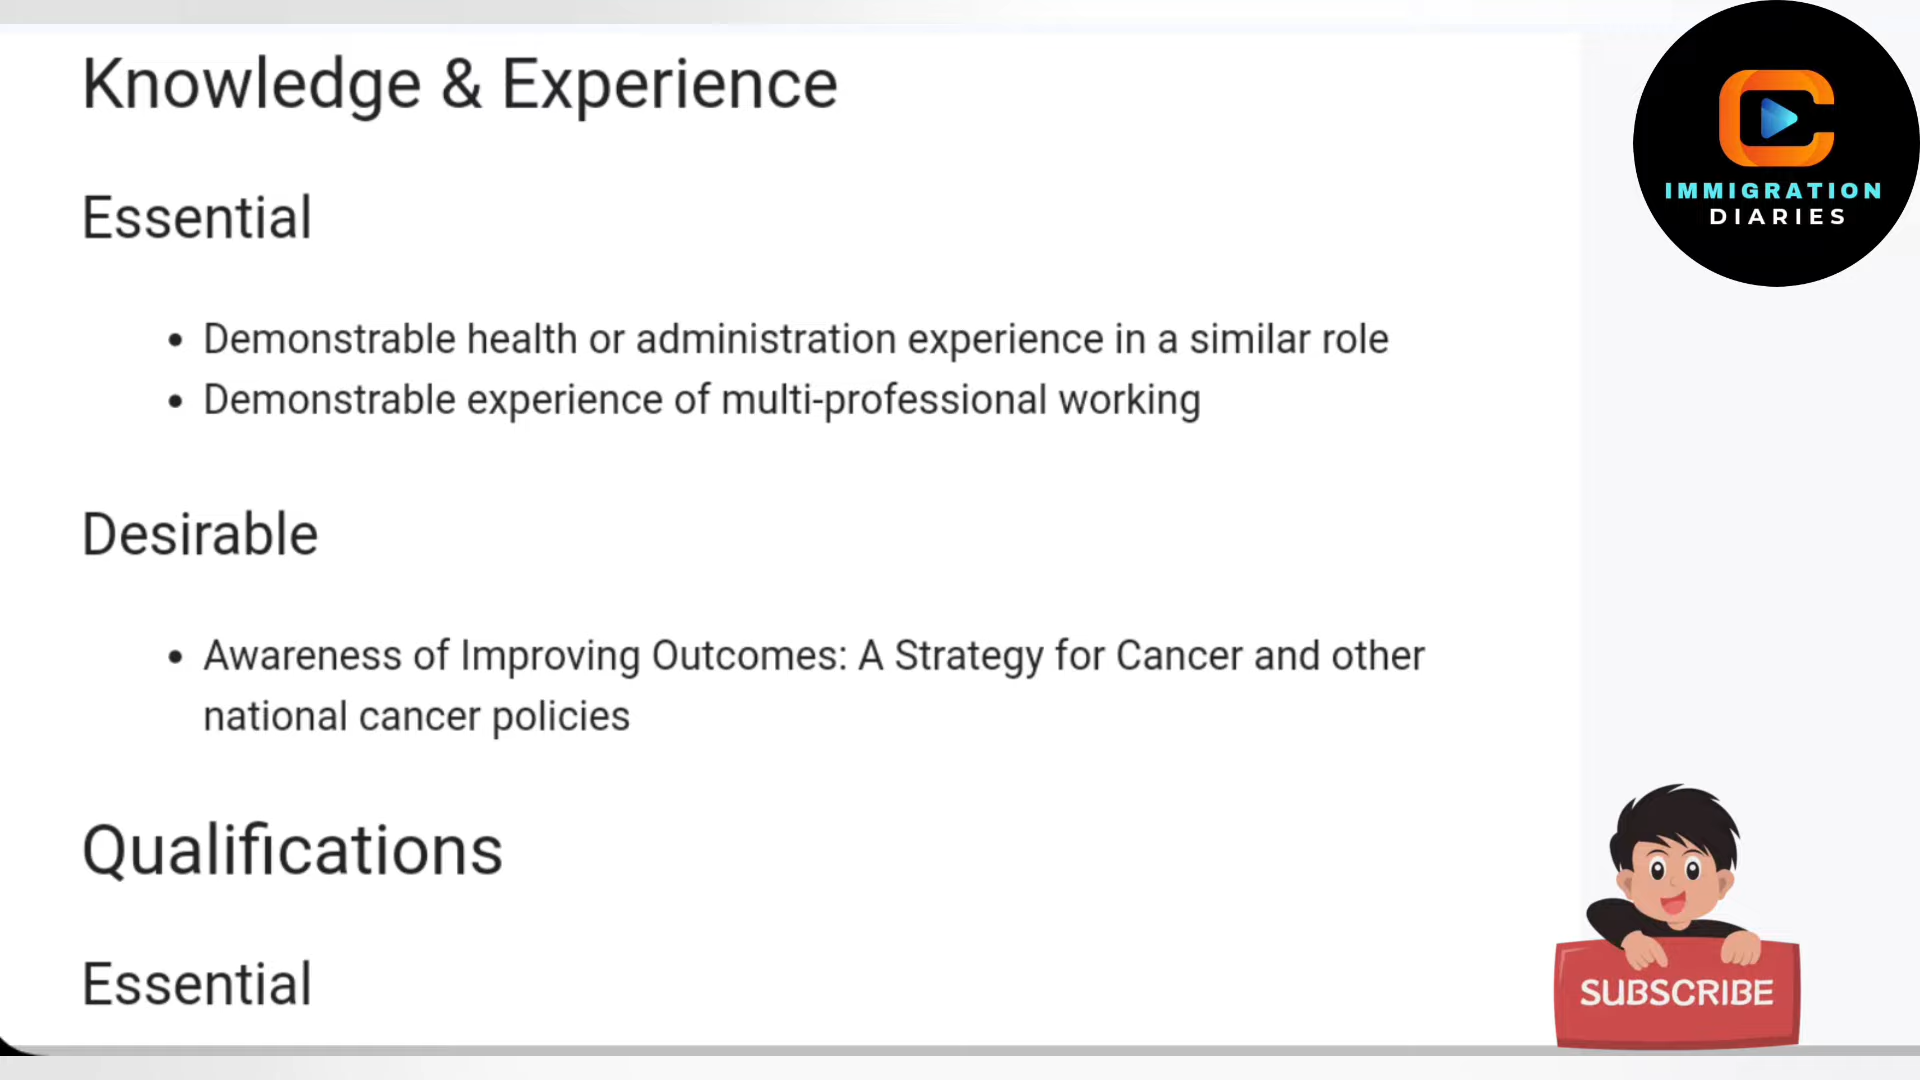 Knowledge & Experience
IMMIGRATION
DIARIES
Essential
• Demonstrable health or administration experience in a similar role
• Demonstrable experience of multi-professional working
Desirable
• Awareness of Improving Outcomes: A Strategy for Cancer and other
national cancer policies
Qualifications
Essential
SUBSCRIBE